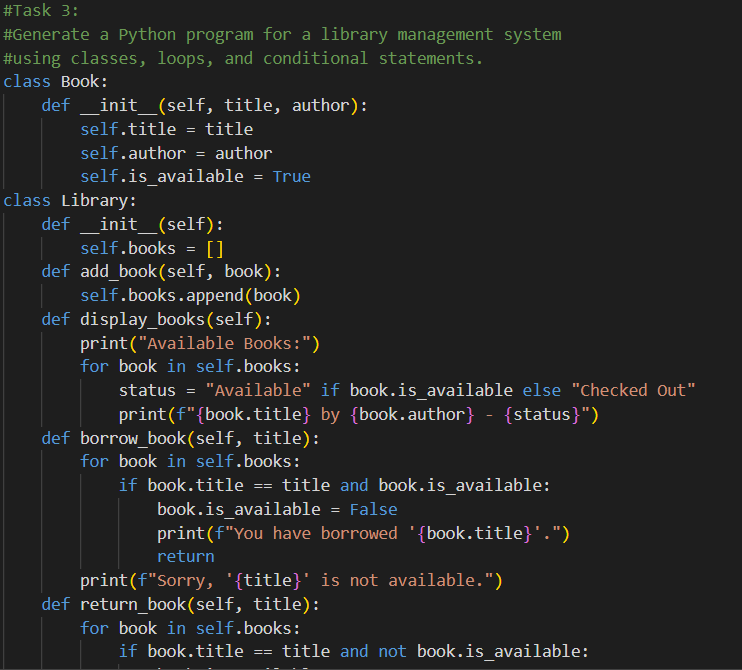 #Task 3:
#Generate a Python program for a library management system
#using classes, loops, and conditional statements.
class Book:
    def __init__(self, title, author):
        self.title = title
        self.author = author
        self.is_available = True
class Library:
    def __init__(self):
        self.books = []
    def add_book(self, book):
        self.books.append(book)
    def display_books(self):
        print("Available Books:")
        for book in self.books:
            status = "Available" if book.is_available else "Checked Out"
            print(f"{book.title} by {book.author} - {status}")
    def borrow_book(self, title):
        for book in self.books:
            if book.title == title and book.is_available:
                book.is_available = False
                print(f"You have borrowed '{book.title}'.")
                return
        print(f"Sorry, '{title}' is not available.")
    def return_book(self, title):
        for book in self.books:
            if book.title == title and not book.is_available: